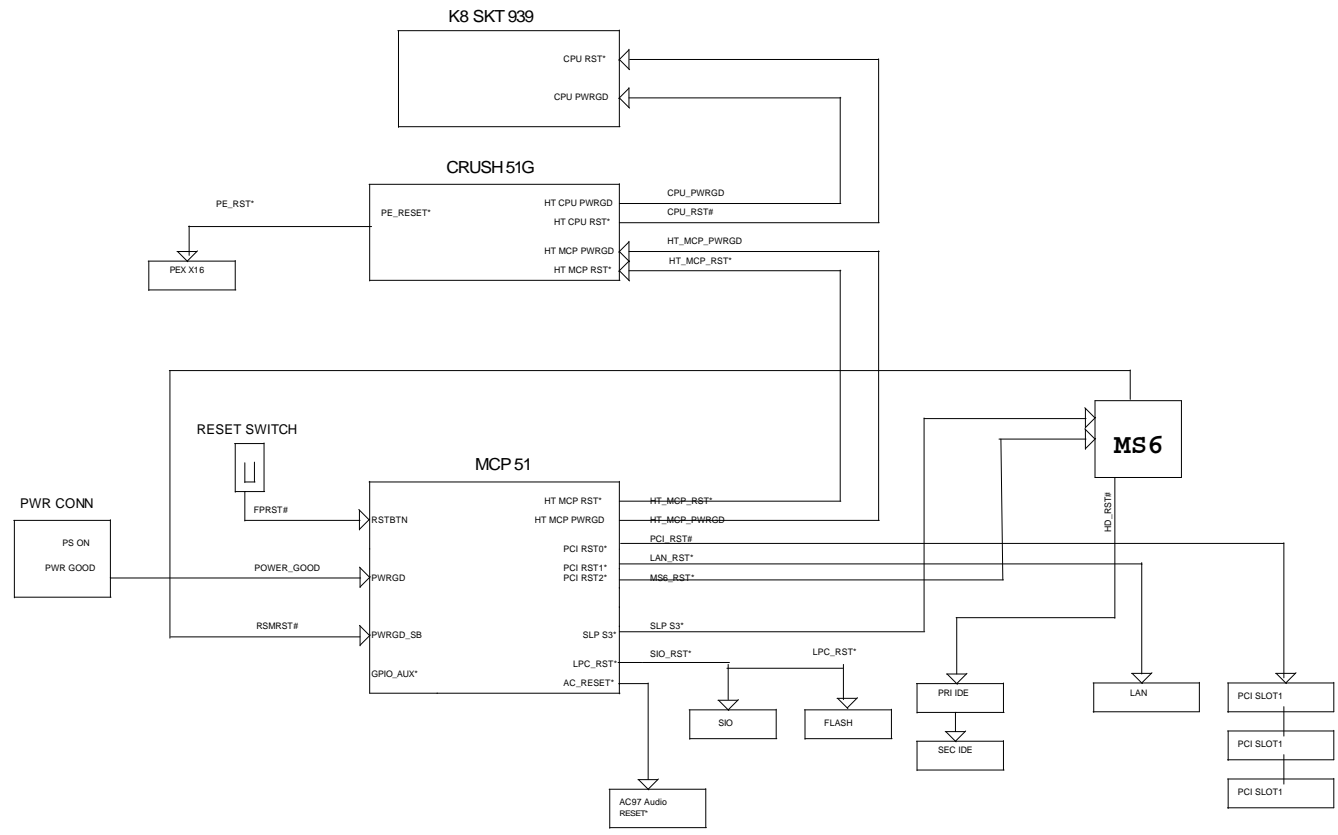 K8 SKT 939
CPU RST*
CPU PWRGD
CRUSH 51G
PE_RST*
PE_RESET*
HT CPU PWRGD
CPU_PWRGD
HT CPU RST*
CPU_RST#
HT MCP PWRGD
HT_MCP_PWRGD
HT MCP RST*
HT_MCP_RST*
PEX X16
RESET SWITCH
MS6
MCP 51
PWR CONN
HT MCP RST*
HT_MCP_RST*
FPRST#
RSTBTN
HT MCP PWRGD
HT_MCP_PWRGD
HD_RST#
PS ON
PCI RST0*
PCI_RST#
PWR GOOD
POWER_GOOD
PWRGD
PCI RST1*
LAN_RST*
PCI RST2*
MS6_RST*
RSMRST#
PWRGD_SB
SLP S3*
SLP S3*
GPIO_AUX*
LPC_RST*
SIO_RST*
LPC_RST*
AC_RESET*
SIO
FLASH
PRI IDE
LAN
PCI SLOT1
SEC IDE
PCI SLOT1
PCI SLOT1
AC97 Audio
RESET*